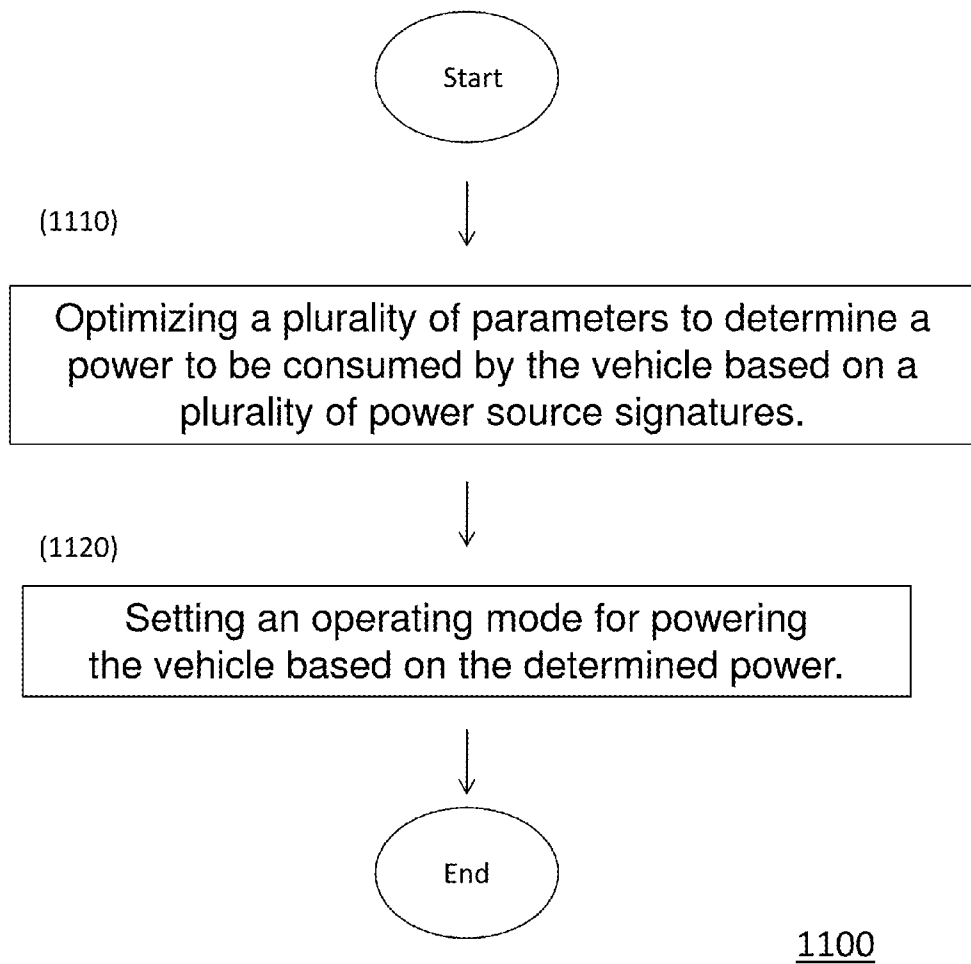 Start
(1110)
Optimizing a plurality of parameters to determine a
power to be consumed by the vehicle based on a
plurality of power source signatures.
(1120)
Setting an operating mode for powering
the vehicle based on the determined power.
End
1100